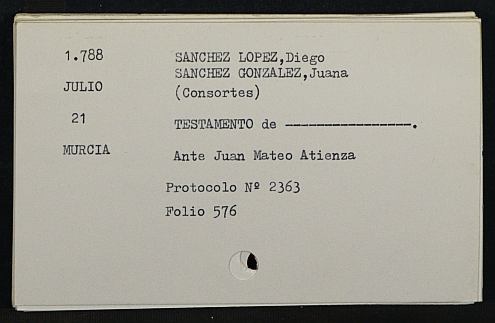 1.788 SANCHEZ LOPEZ,Diego
SANCHEZ GONZALEZ,Juana
JULIO (Consortes)
21 TESTAMENTO de ----------------.
MURCIA Ante Juan Mateo Atienza
Protocolo Nº 2363
Folio 576